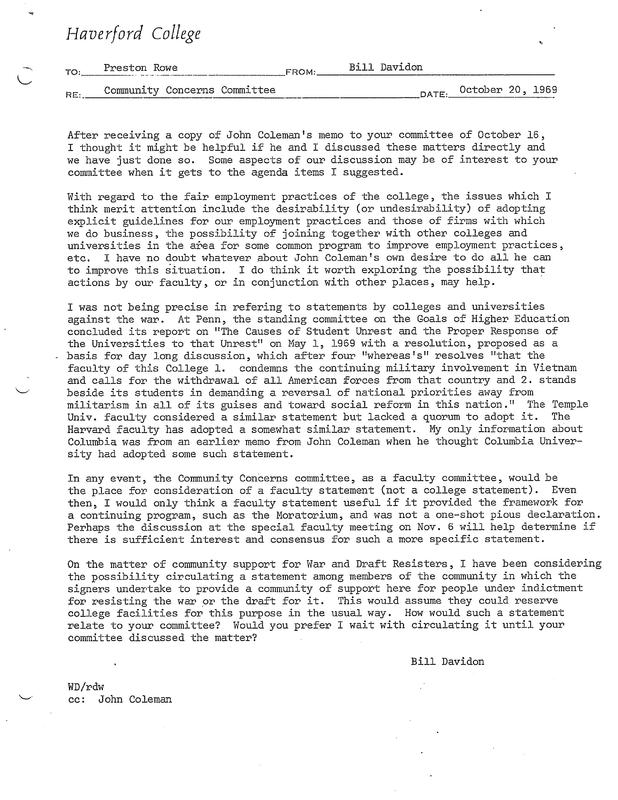 Haverford College
TO: Preston Rowe FROM: Bill Davidon
RE: Community Concerns Committee DATE: October 20, 1969
After receiving a copy of John Coleman's memo to your committee of October 16,
I thought it might be helpful if he and I discussed these matters directly and
we have just done so. Some aspects of our discussion may be of interest to your
committee when it gets to the agenda items I suggested.
With regard to the fair employment practices of the college, the issues which I
think merit attention include the desirability (or undesirability) of adopting
explicit guidelines for our employment practices and those of firms with which
we do business, the possibility of joining together with other colleges and
universities in the area for some common program to improve employment practices,
etc. I have no doubt whatever about John Coleman's own desire to do all he can
to improve this situation. I do think it worth exploring the possibility that
actions by our faculty, or in conjunction with other places, may help.
I was not being precise in refering to statements by colleges and universities
against the war. At Penn, the standing committee on the Goals of Higher Education
concluded its report on "The Causes of Student Unrest and the Proper Response of
the Universities to that Unrest" on May 1, 1969 with a resolution, proposed as a
basis for day long discussion, which after four "whereas's" resolves "that the
faculty of this College 1. condemns the continuing military involvement in Vietnam
and calls for the withdrawal of all American forces from that country and 2. stands
beside its students in demanding a reversal of national priorities away from
militarism in all of its guises and toward social reform in this nation." The Temple
Univ. faculty considered a similar statement but lacked a quorum to adopt it. The
Harvard faculty has adopted a somewhat similar statement. My only information about
Columbia was from an earlier memo from John Coleman when he thought Columbia Univer-
sity had adopted some such statement.
In any event, the Community Concerns committee, as a faculty committee, would be
the place for consideration of a faculty statement (not a college statement). Even
then, I would only think a faculty statement useful if it provided the framework for
a continuing program, such as the Moratorium, and was not a one-shot pious declaration.
Perhaps the discussion at the special faculty meeting on Nov. 6 will help determine if
there is sufficient interest and consensus for such a more specific statement.
On the matter of community support for War and Draft Resisters, I have been considering
the possibility circulating a statement among members of the community in which the
signers undertake to provide a community of support here for people under indictment
for resisting the war or the draft for it. This would assume they could reserve
college facilities for this purpose in the usual way. How would such a statement
relate to your committee? Would you prefer I wait with circulating it until your
committee discussed the matter?
Bill Davidon
WD/rdw
cc: John Coleman